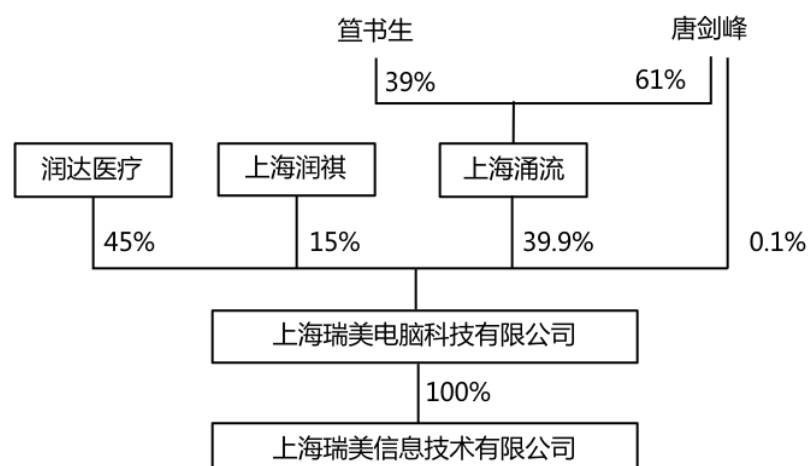 笪书生 唐剑峰
39% 61%
润达医疗 上海润祺 上海涌流
45% 15% 39.9% 0.1%
上海瑞美电脑科技有限公司
100%
上海瑞美信息技术有限公司